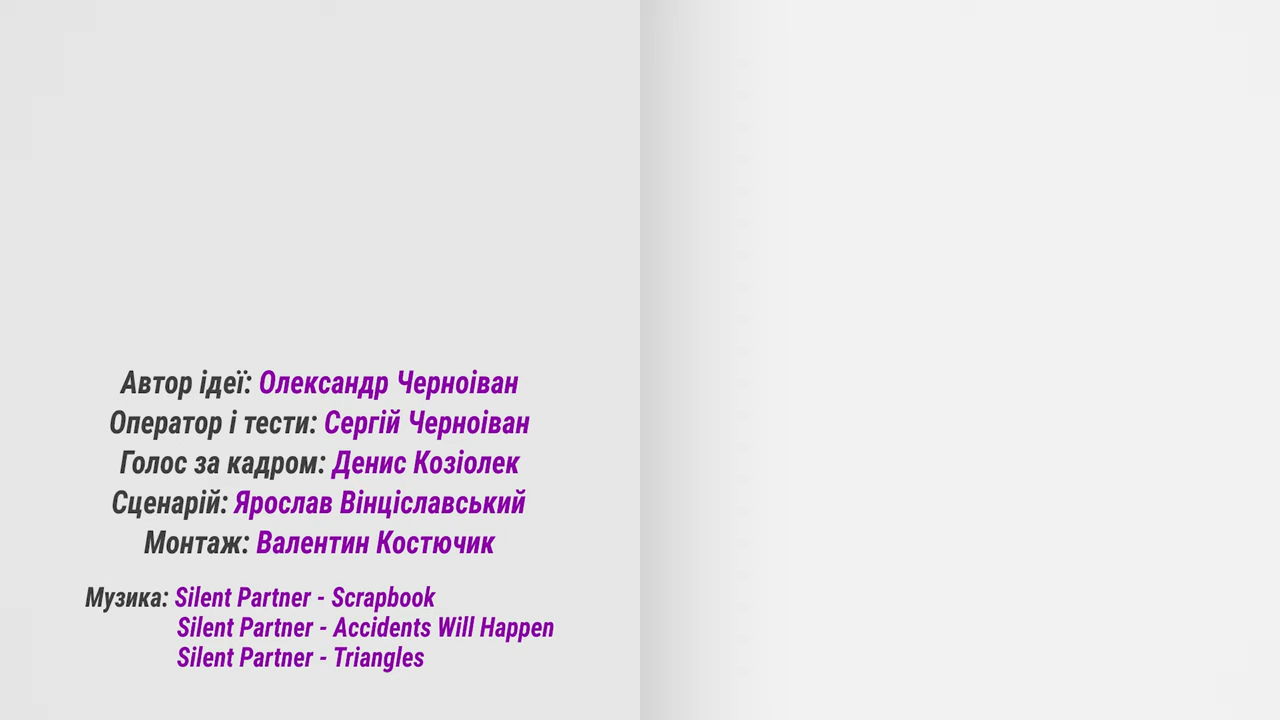 Автор ідеї: Олександр Черноіван
Оператор і тести: Сергій Черноіван
Голос за кадром: Денис Козіолек
Сценарій: Ярослав Вінціславський
Монтаж: Валентин Костючик
Музика: Silent Partner - Scrapbook
Silent Partner - Accidents Will Happen
Silent Partner - Triangles